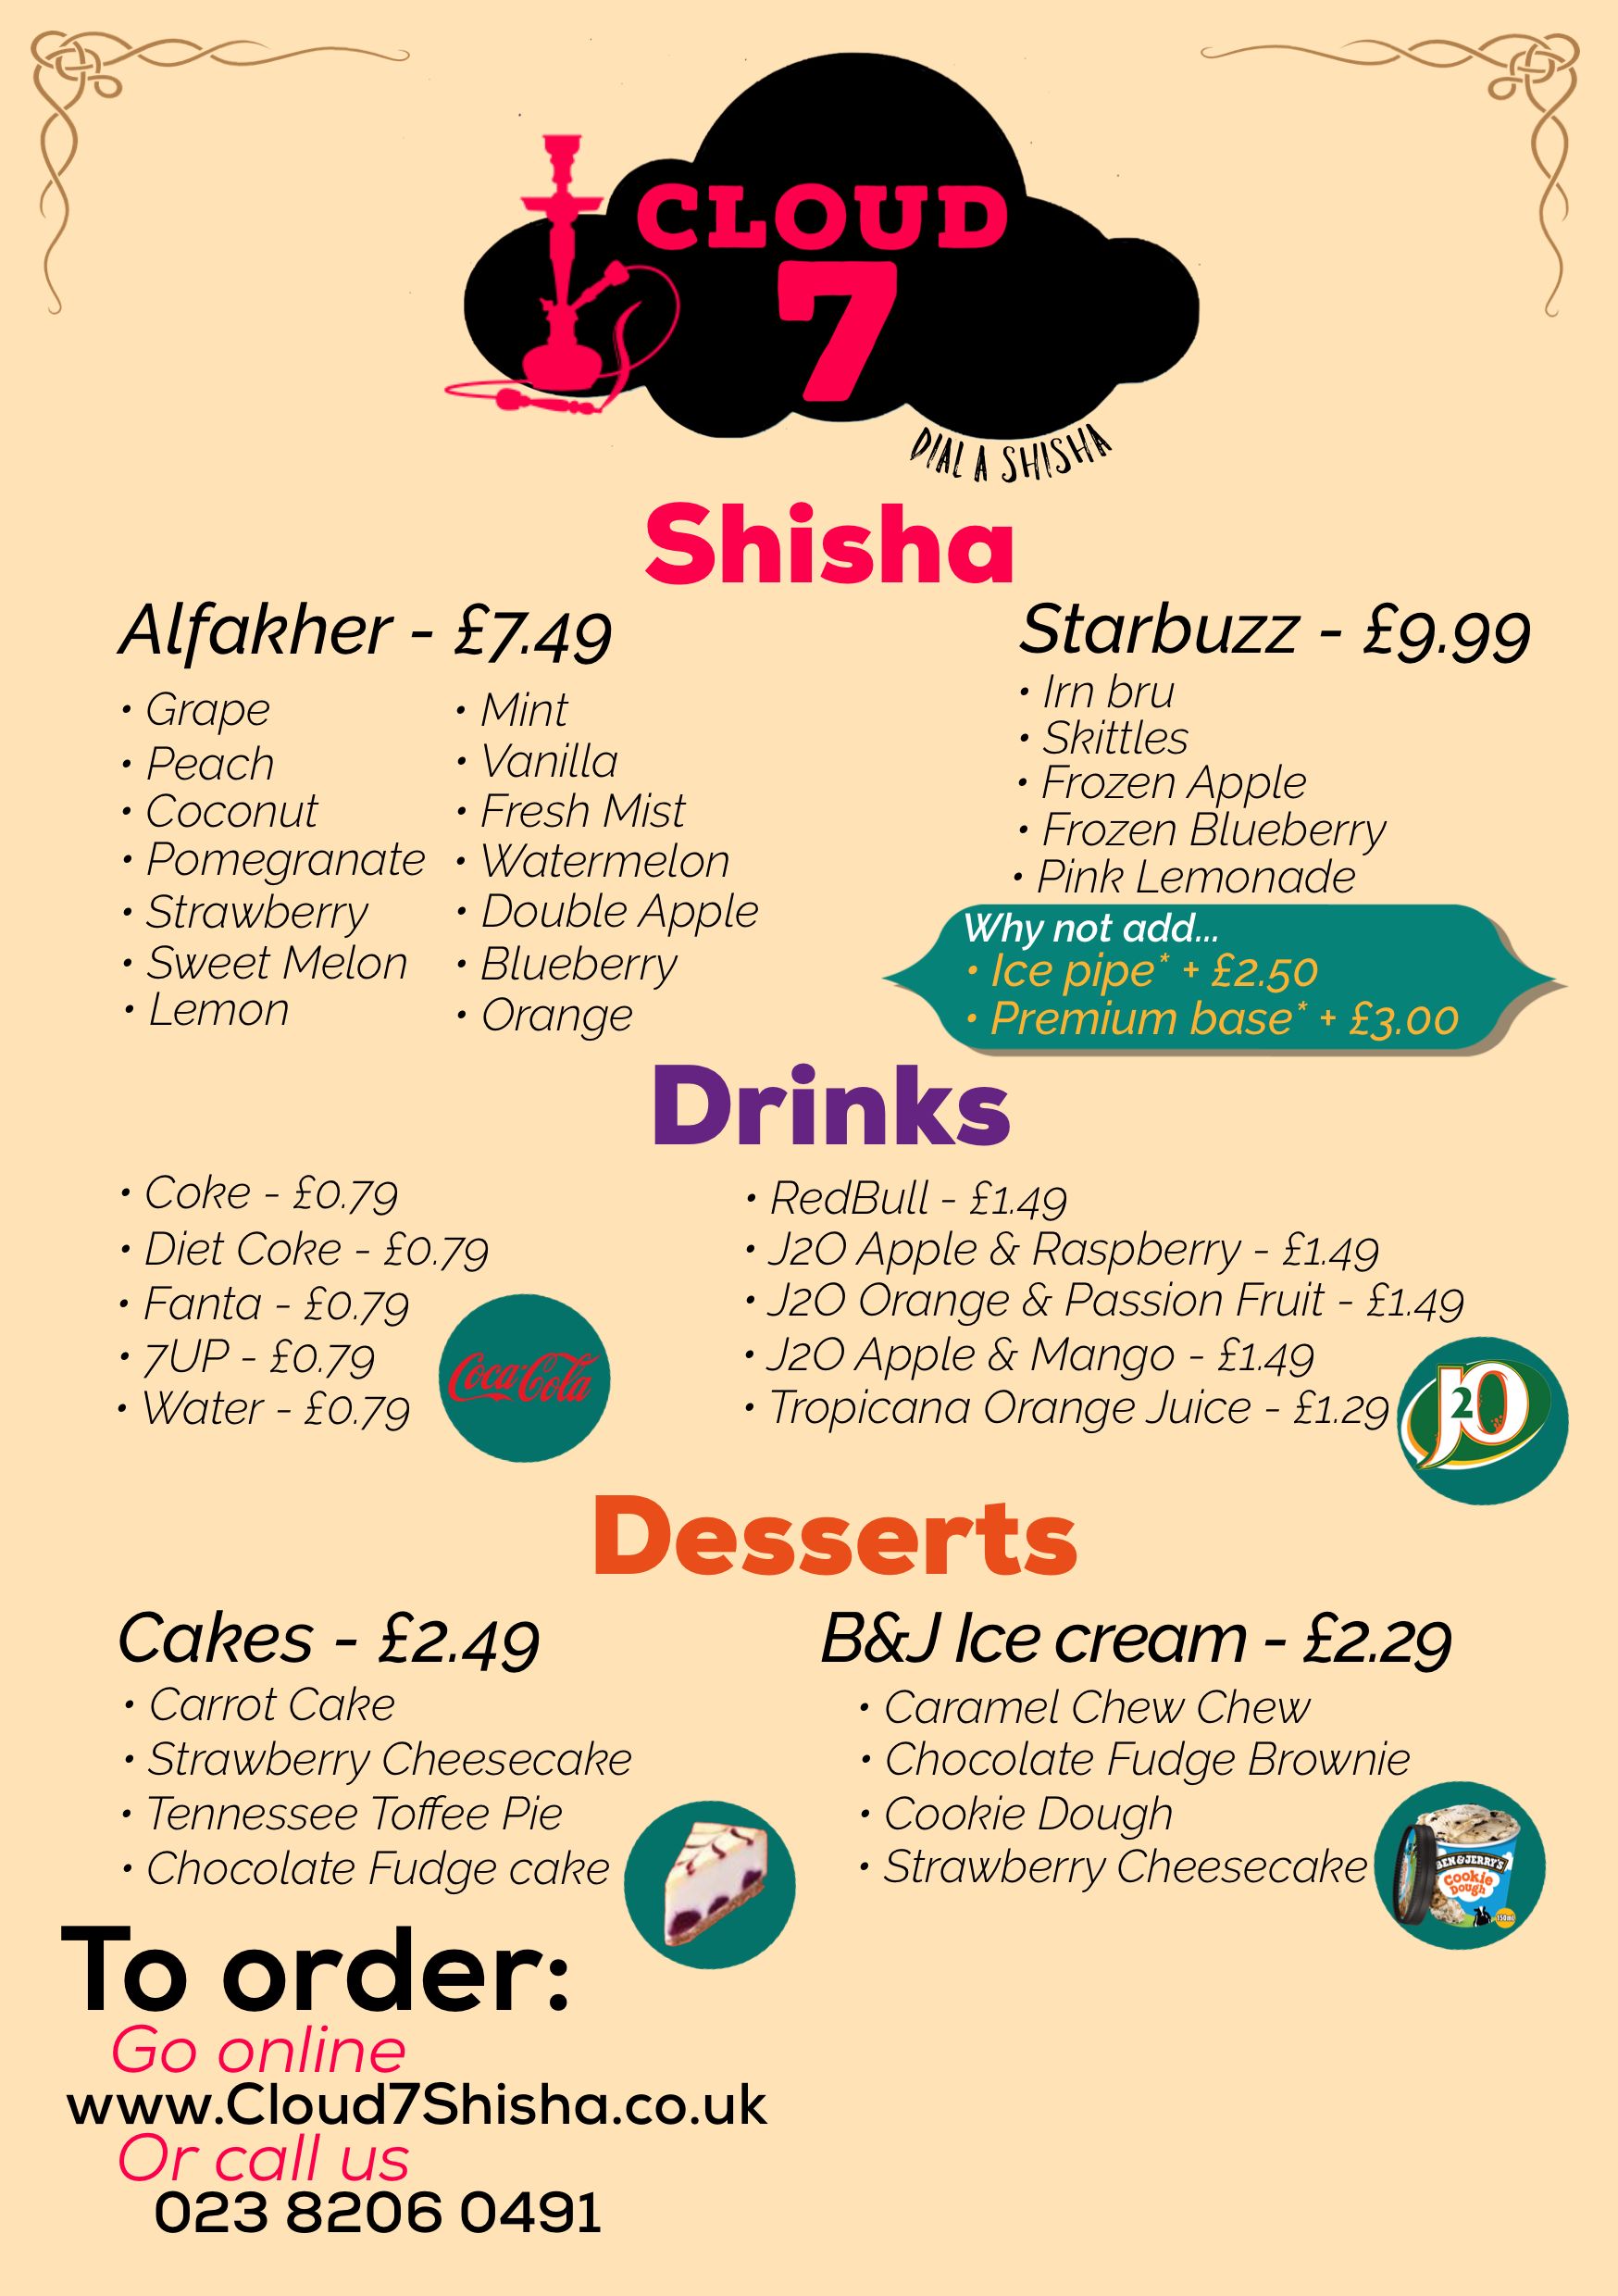 CLOUD
7
DIAL A SHISHA
Shisha
Alfakher - £7.49
• Grape
• Peach
• Coconut
• Pomegranate
• Strawberry
• Sweet Melon
• Lemon
• Mint
• Vanilla
• Fresh Mist
• Watermelon
• Double Apple
• Blueberry
• Orange
Starbuzz - £9.99
• Irn bru
• Skittles
• Frozen Apple
• Frozen Blueberry
• Pink Lemonade
Why not add...
• Ice pipe* + £2.50
• Premium base* + £3.00
Drinks
• Coke - £0.79
• Diet Coke - £0.79
• Fanta - £0.79
• 7UP - £0.79
• Water - £0.79
Coca-Cola
• RedBull - £1.49
• J2O Apple & Raspberry - £1.49
• J2O Orange & Passion Fruit - £1.49
• J2O Apple & Mango - £1.49
• Tropicana Orange Juice - £1.29
J2O
Desserts
Cakes - £2.49
• Carrot Cake
• Strawberry Cheesecake
• Tennessee Toffee Pie
• Chocolate Fudge cake
B&J Ice cream - £2.29
• Caramel Chew Chew
• Chocolate Fudge Brownie
• Cookie Dough
• Strawberry Cheesecake
BEN & JERRY'S
Cookie
Dough
To order:
Go online
www.Cloud7Shisha.co.uk
Or call us
023 8206 0491